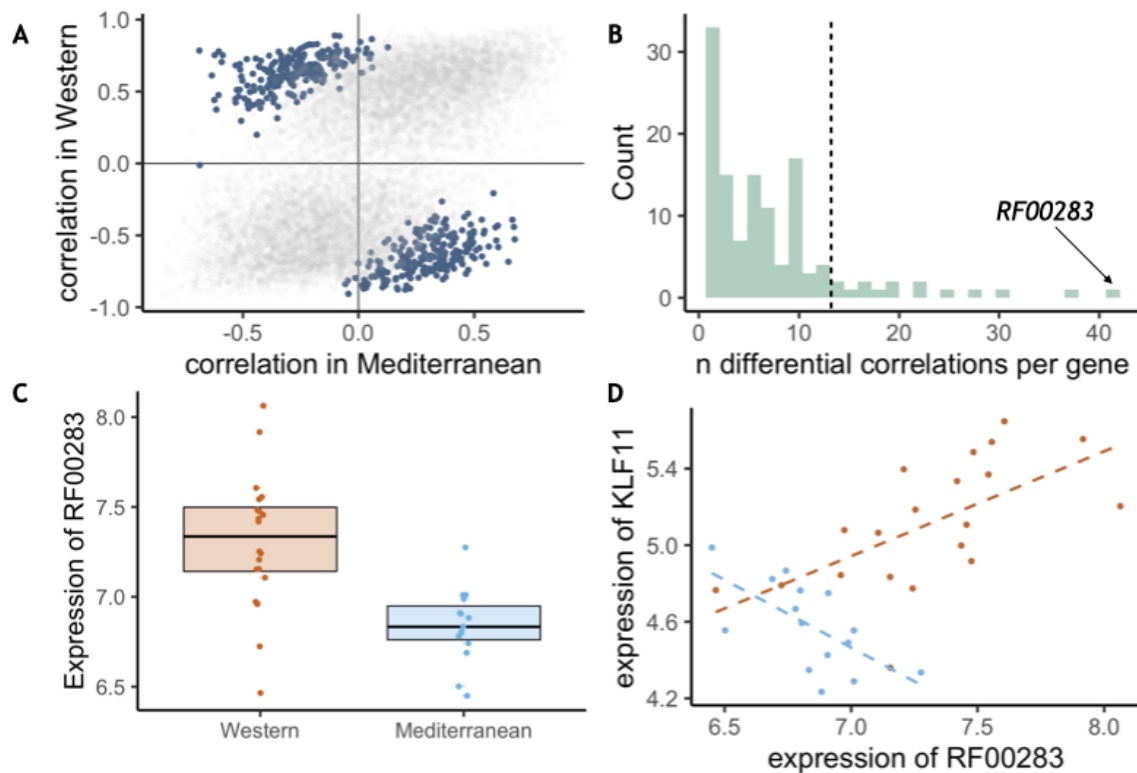 A
correlation in Western
1.0
0.5
0.0
-0.5
-1.0
-0.5
0.0
0.5
correlation in Mediterranean
B
Count
30
20
10
0
RF00283
0
10
20
30
40
n differential correlations per gene
C
Expression of RF00283
8.0
7.5
7.0
6.5
Western
Mediterranean
D
expression of KLF11
5.4
5.0
4.6
4.2
6.5
7.0
7.5
8.0
expression of RF00283